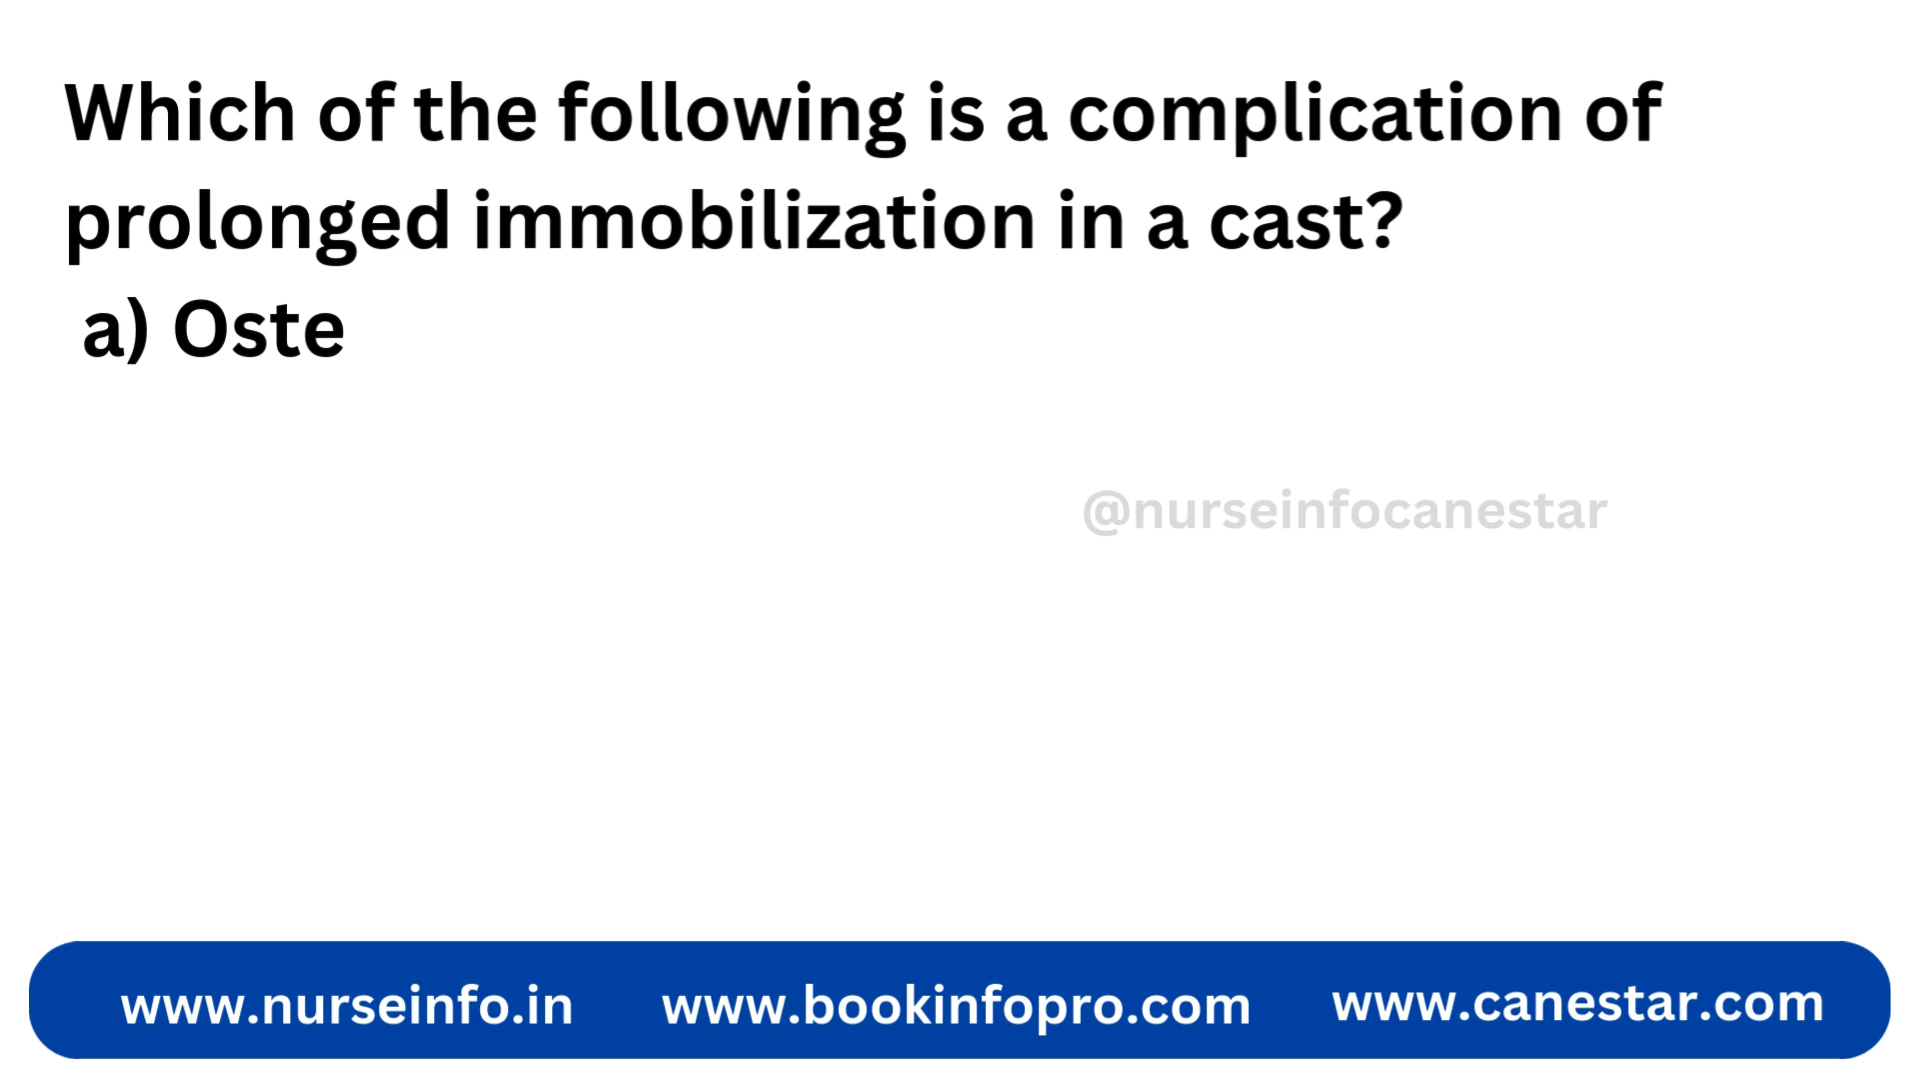 Which of the following is a complication of
prolonged immobilization in a cast?
a) Oste
@nurseinfocanestar
www.nurseinfo.in www.bookinfopro.com www.canestar.com